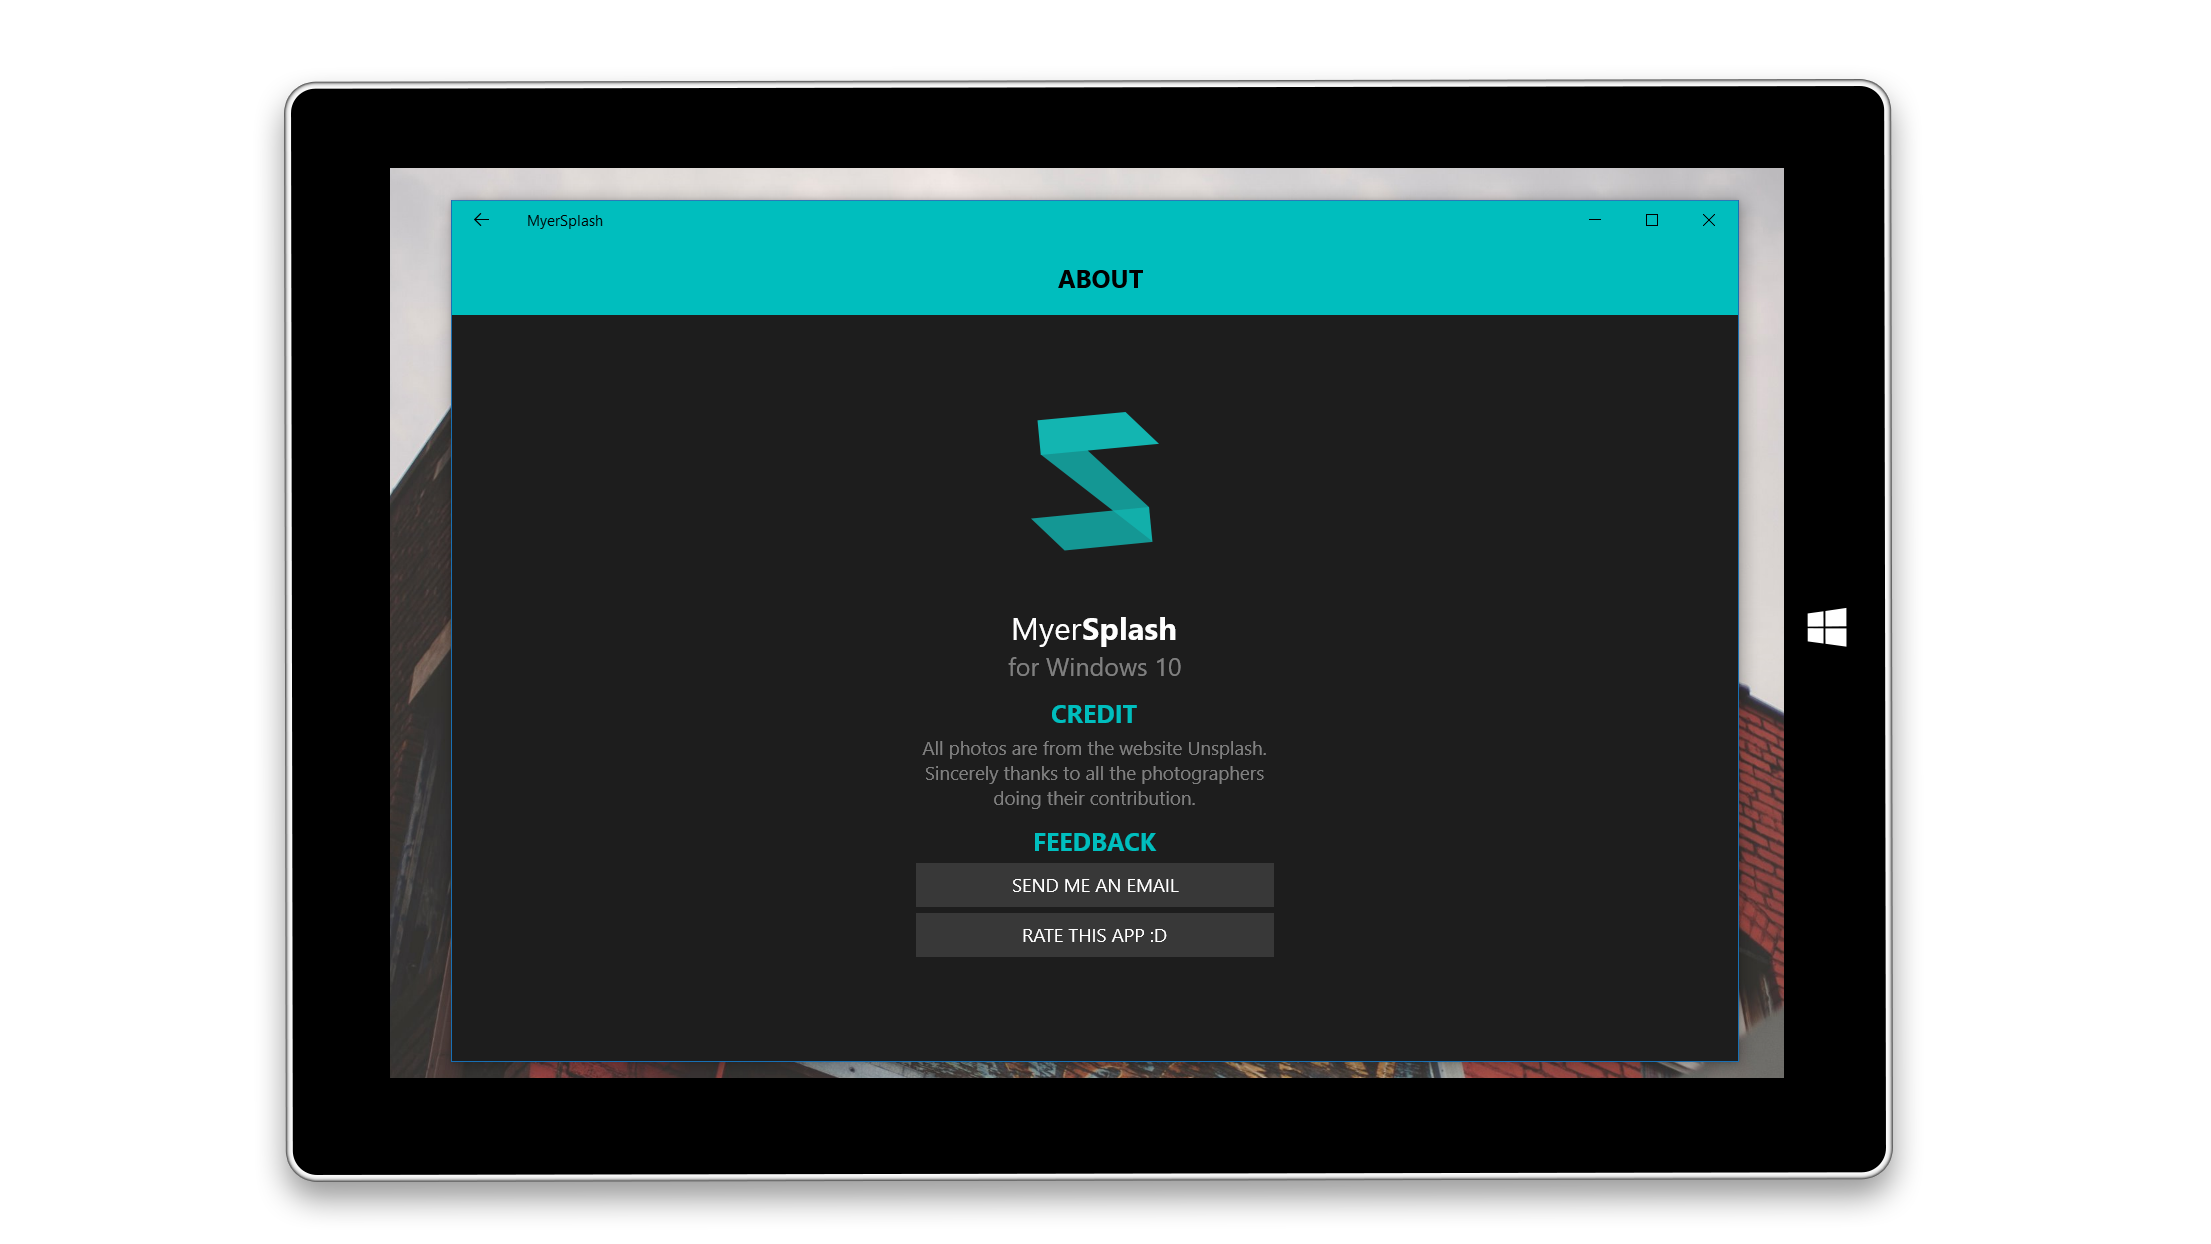 MyerSplash
ABOUT
MyerSplash
for Windows 10
CREDIT
All photos are from the website Unsplash.
Sincerely thanks to all the photographers
doing their contribution.
FEEDBACK
SEND ME AN EMAIL
RATE THIS APP :D